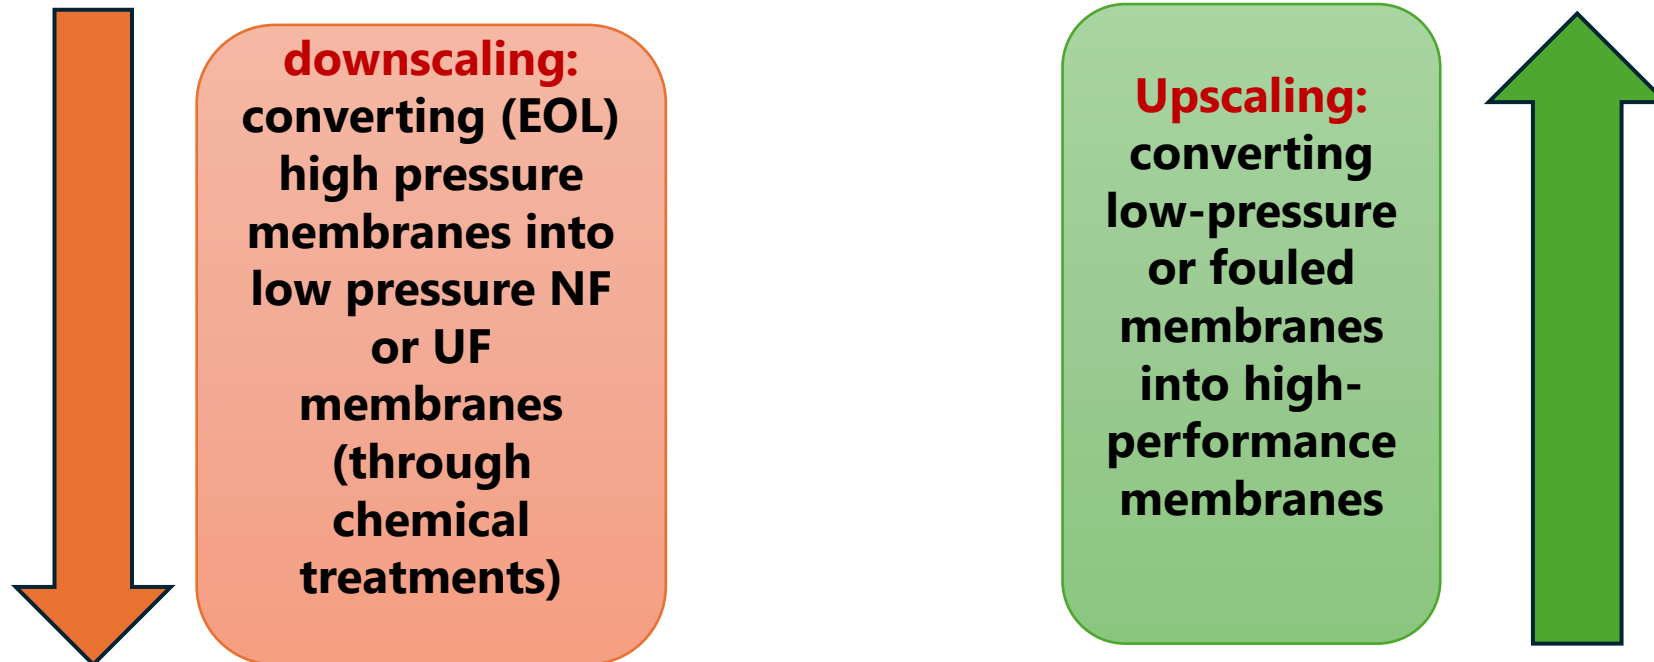 downscaling:
converting (EOL)
high pressure
membranes into
low pressure NF
or UF
membranes
(through
chemical
treatments)
Upscaling:
converting
low-pressure
or fouled
membranes
into high-
performance
membranes